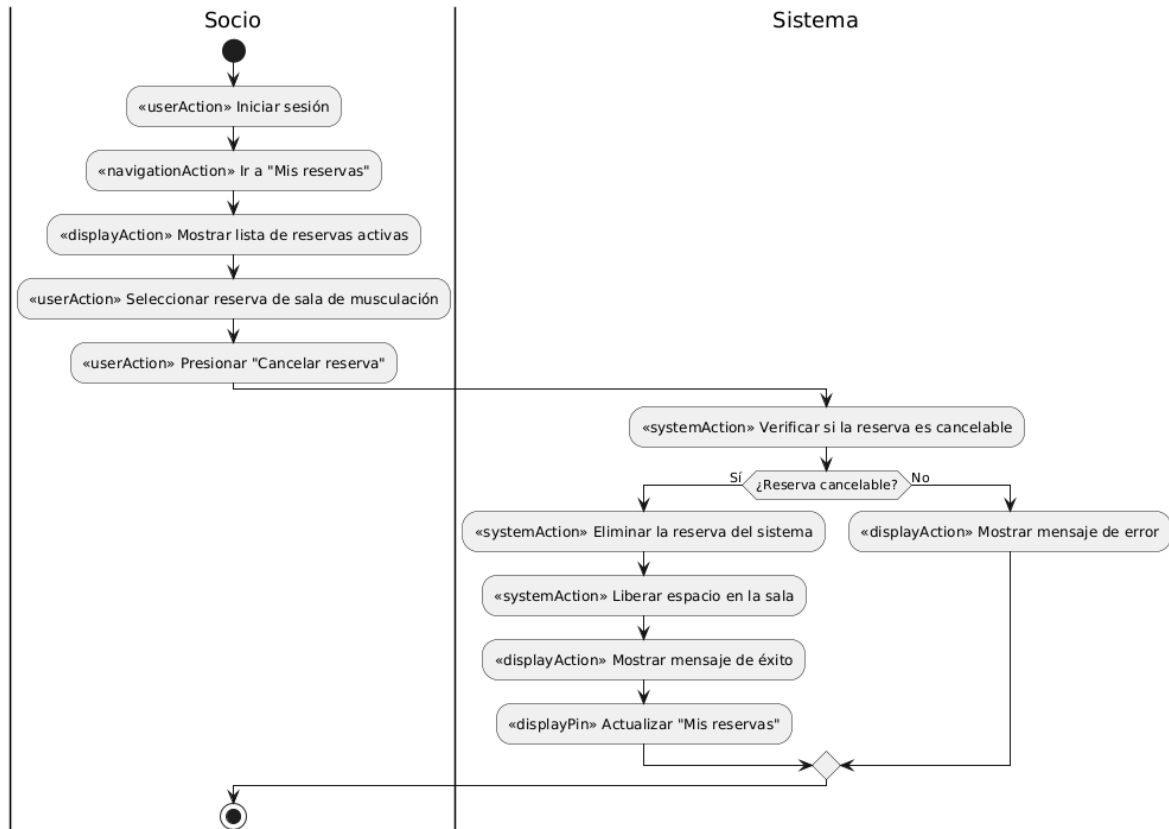 Socio
Sistema
«userAction» Iniciar sesión
«navigationAction» Ir a "Mis reservas"
«displayAction» Mostrar lista de reservas activas
«userAction» Seleccionar reserva de sala de musculación
«userAction» Presionar "Cancelar reserva"
«systemAction» Verificar si la reserva es cancelable
Sí
¿Reserva cancelable?
No
«systemAction» Eliminar la reserva del sistema
«displayAction» Mostrar mensaje de error
«systemAction» Liberar espacio en la sala
«displayAction» Mostrar mensaje de éxito
«displayPin» Actualizar "Mis reservas"